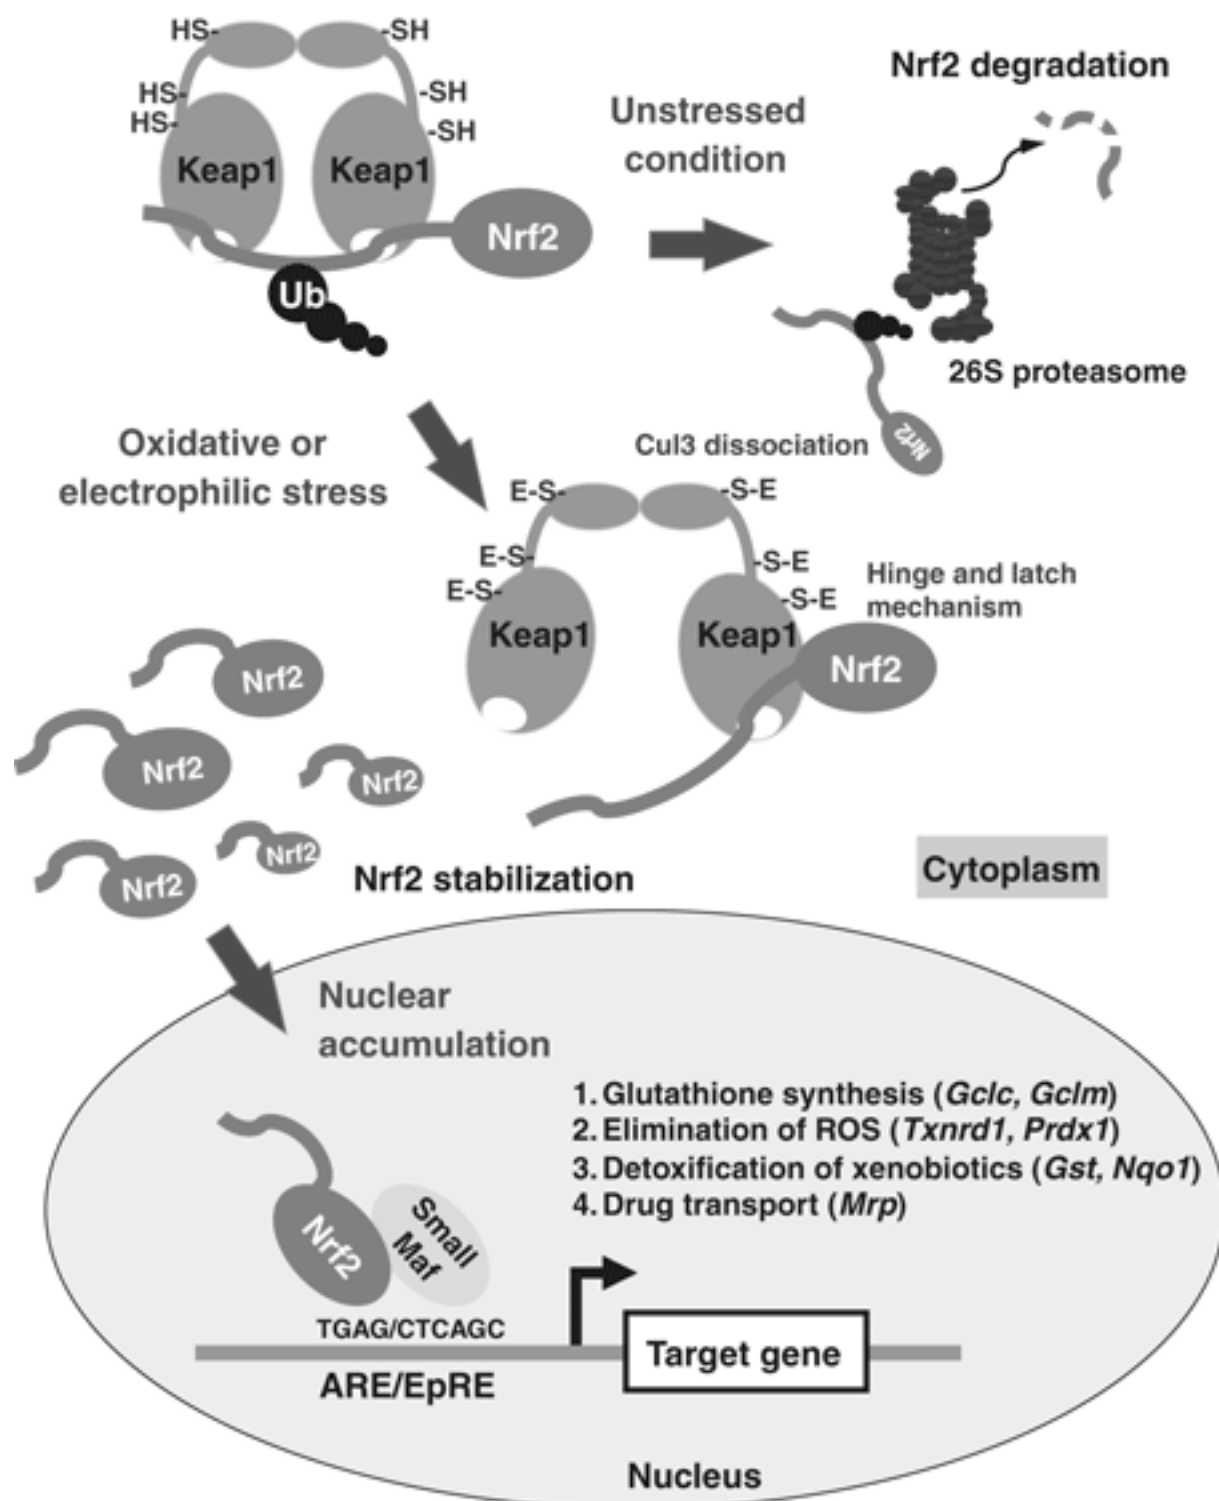 HS-
-SH
Nrf2 degradation
HS-
-SH
HS-
-SH
Unstressed
condition
Keap1
Keap1
Nrf2
Ub
26S proteasome
Nrf2
Oxidative or
electrophilic stress
Cul3 dissociation
E-S-
-S-E
E-S-
-S-E
E-S-
-S-E
Hinge and latch
mechanism
Keap1
Keap1
Nrf2
Nrf2
Nrf2
Nrf2
Nrf2
Nrf2
Nrf2 stabilization
Cytoplasm
Nuclear
accumulation
1. Glutathione synthesis (Gclc, Gclm)
2. Elimination of ROS (Txnrd1, Prdx1)
3. Detoxification of xenobiotics (Gst, Nqo1)
4. Drug transport (Mrp)
Nrf2
Small
Maf
TGAG/CTCAGC
ARE/EpRE
Target gene
Nucleus